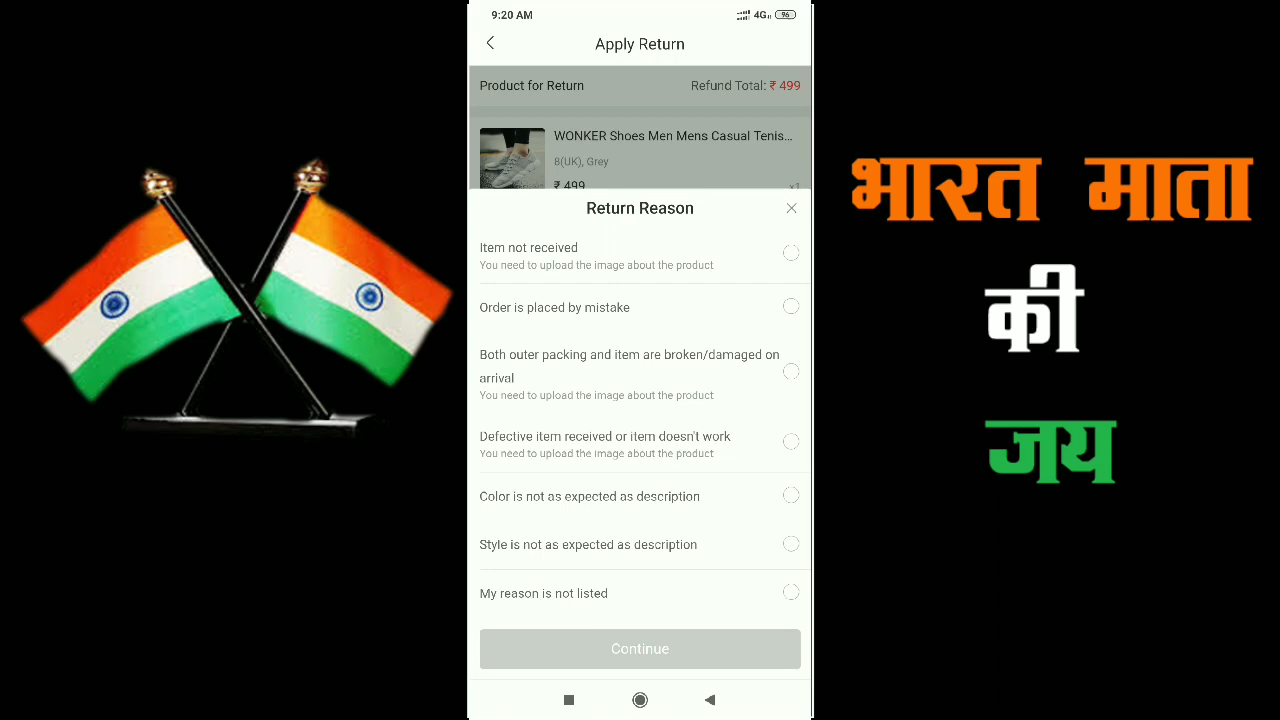 9:20 AM
4G
96
Apply Return
Product for Return
Refund Total: ₹ 499
WONKER Shoes Men Mens Casual Tenis...
8(UK), Grey
₹ 499
x1
Return Reason
Item not received
You need to upload the image about the product
Order is placed by mistake
Both outer packing and item are broken/damaged on
arrival
You need to upload the image about the product
Defective item received or item doesn't work
You need to upload the image about the product
Color is not as expected as description
Style is not as expected as description
My reason is not listed
Continue
भारत माता
की
जय